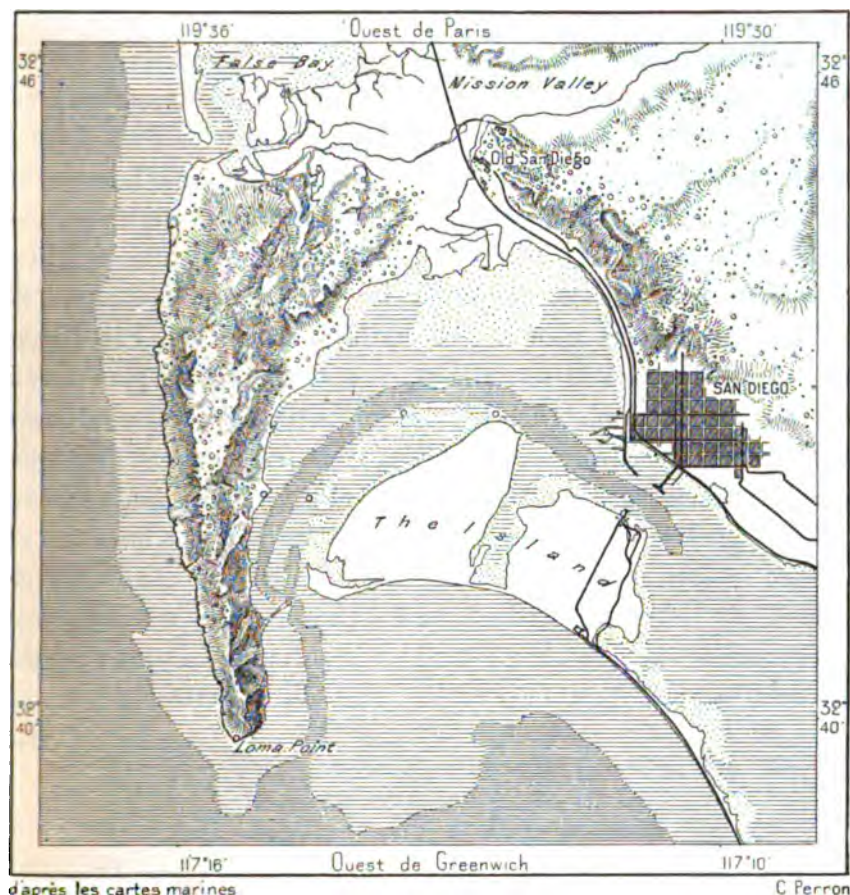 119°36' Ouest de Paris 119°30'
32° 46' 32° 46'
False Bay
Mission Valley
Old San Diego
SAN DIEGO
The Island
32° 40' 32° 40'
Loma Point
117°16' Ouest de Greenwich 117°10'
d'après les cartes marines C Perron